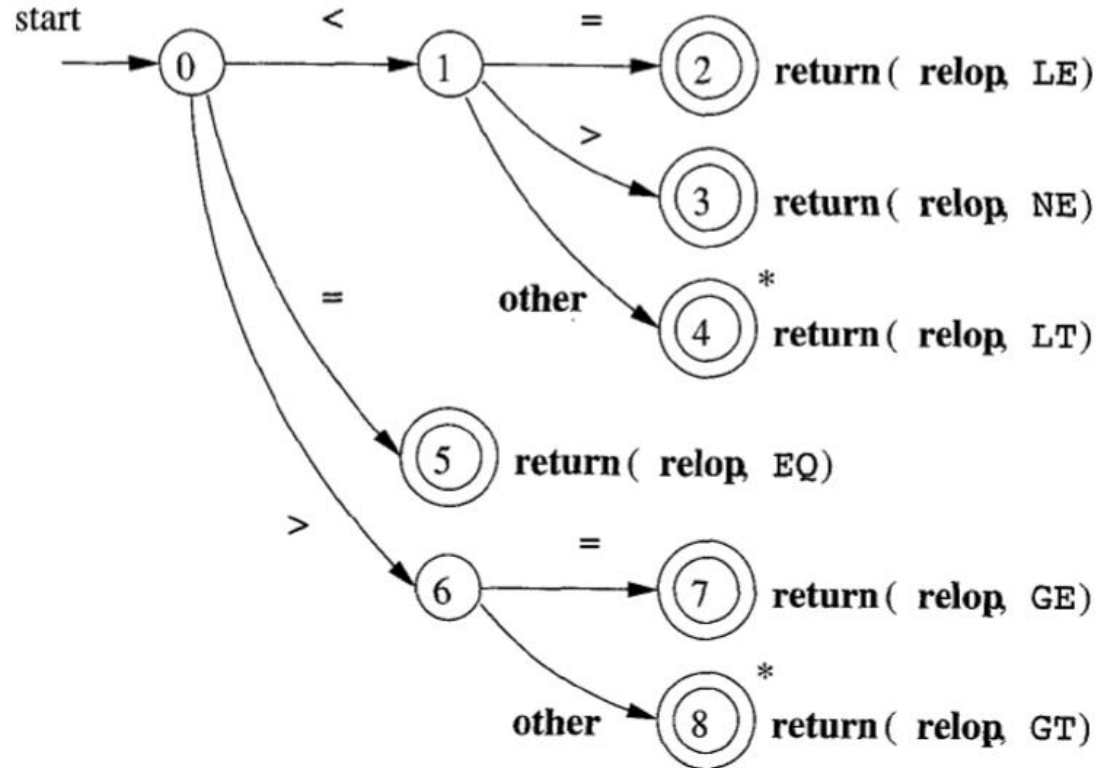 start
<
=
0
1
2
return( relop, LE)
>
3
return( relop, NE)
other
*
4
return( relop, LT)
=
5
return( relop, EQ)
>
=
6
7
return( relop, GE)
other
*
8
return( relop, GT)